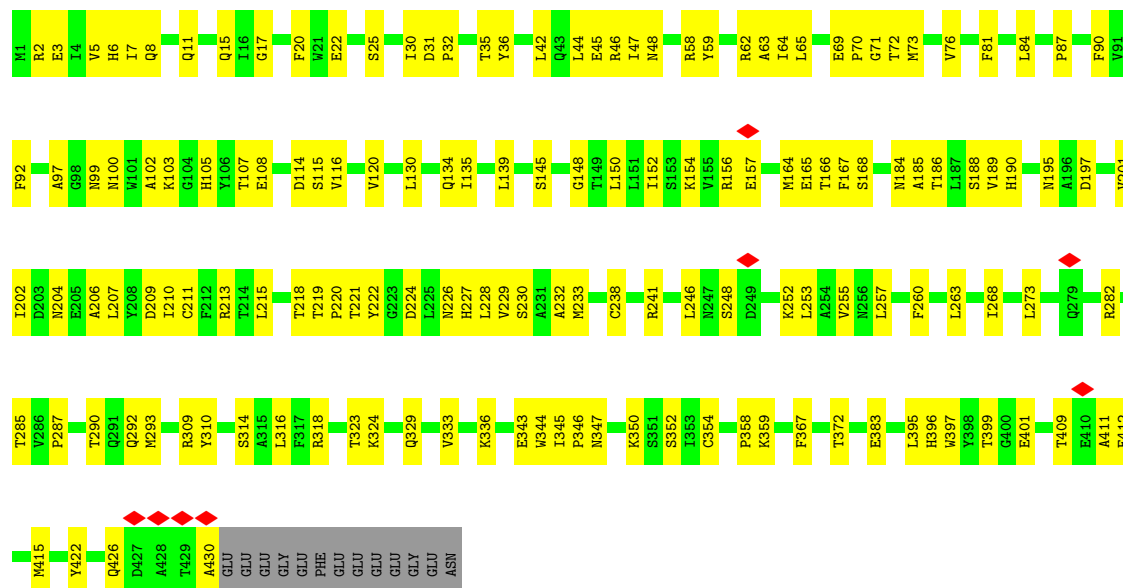 M1 R2 E3 I4 V5 H6 I7 Q8 Q11 Q15 I16 G17 F20 W21 E22 S25 I30 D31 P32 T35 Y36 L42 Q43 L44 E45 R46 I47 N48 R58 Y59 R62 A63 I64 L65 E69 P70 G71 T72 M73 V76 F81 L84 P87 F90 V91
F92 A97 G98 N99 N100 W101 A102 K103 G104 H105 Y106 T107 E108 D114 S115 V116 V120 L130 Q134 I135 L139 S145 G148 T149 L150 L151 I152 S153 K154 V155 R156 E157 M164 E165 T166 F167 S168 N184 A185 T186 L187 S188 V189 H190 N195 A196 D197 V201
I202 D203 N204 E205 A206 L207 Y208 D209 I210 C211 F212 R213 T214 L215 T218 T219 P220 T221 Y222 G223 D224 L225 N226 H227 L228 V229 S230 A231 A232 M233 C238 R241 L246 N247 S248 D249 K252 L253 A254 V255 N256 L257 F260 L263 I268 L273 Q279 R282
T285 V286 P287 T290 Q291 Q292 M293 R309 Y310 S314 A315 L316 F317 R318 T323 K324 Q329 V333 K336 E343 W344 I345 P346 N347 K350 S351 S352 I353 C354 P358 K359 F367 T372 E383 L395 H396 W397 Y398 T399 G400 E401 T409 E410 A411 E412
M415 Y422 Q426 D427 A428 T429 A430 GLU GLU GLU GLY GLU PHE GLU GLU GLU GLY GLU ASN